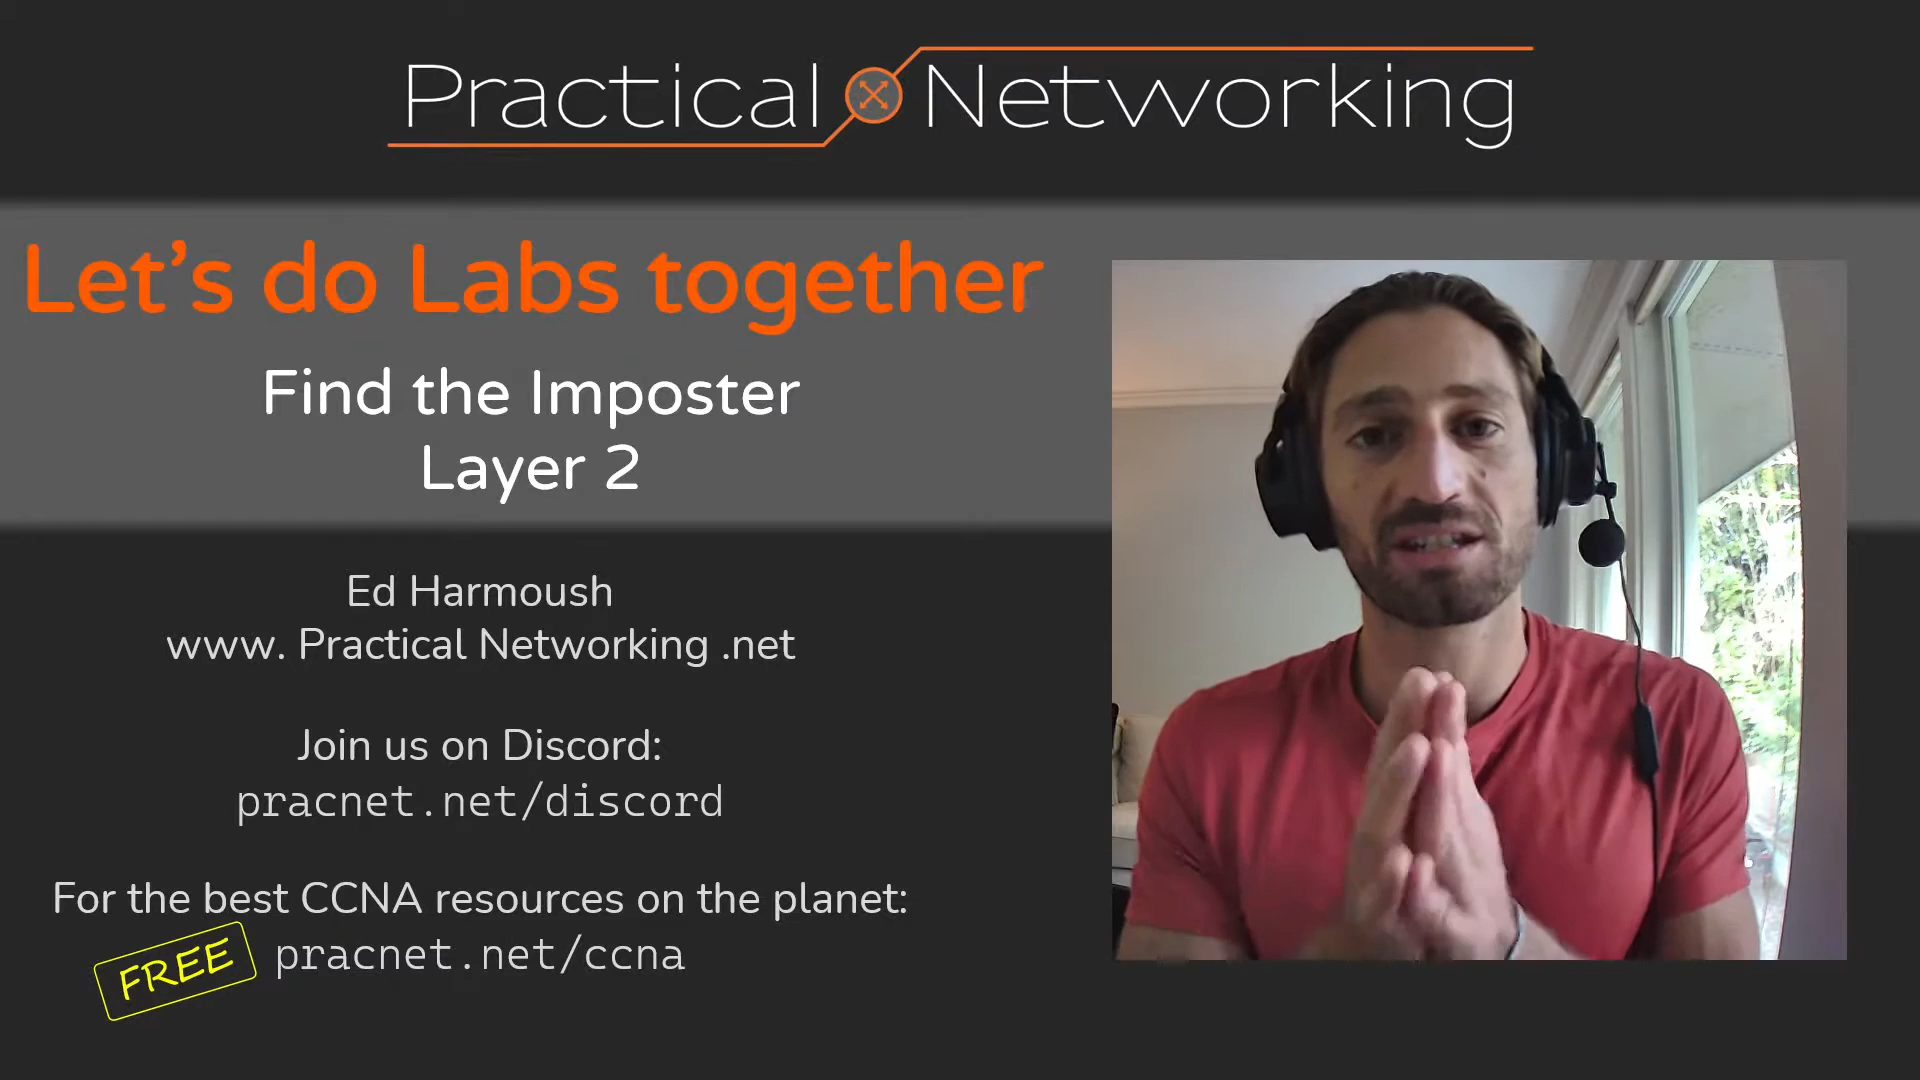 Practical Networking
Let's do Labs together
Find the Imposter
Layer 2
Ed Harmoush
www. Practical Networking .net
Join us on Discord:
pracnet.net/discord
For the best CCNA resources on the planet:
FREE pracnet.net/ccna